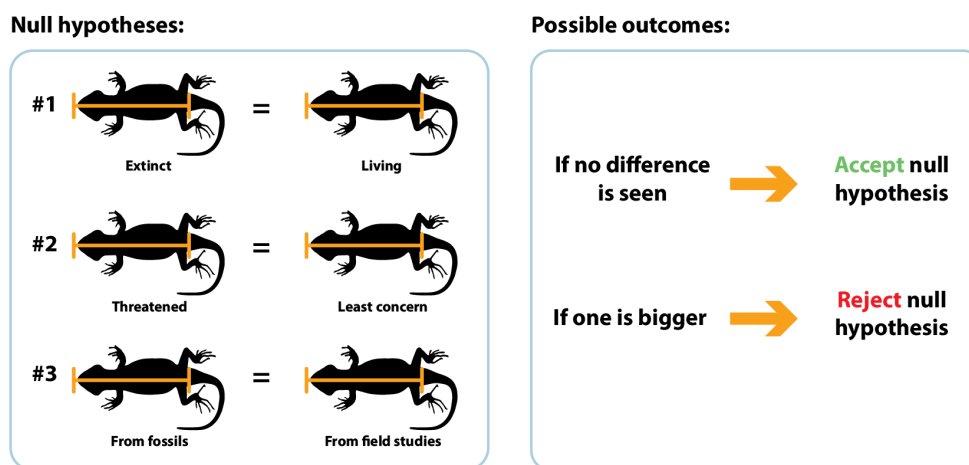 Null hypotheses:
#1
=
Extinct
Living
#2
=
Threatened
Least concern
#3
=
From fossils
From field studies
Possible outcomes:
If no difference
is seen
Accept null
hypothesis
If one is bigger
Reject null
hypothesis